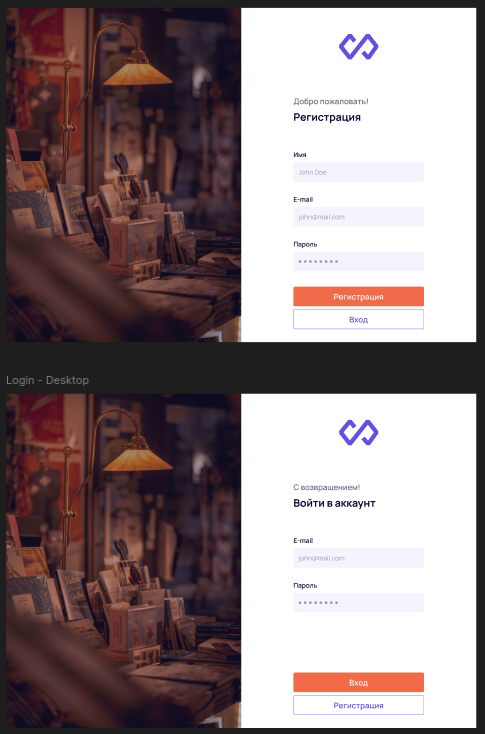 Добро пожаловать!
Регистрация
Имя
John Doe
E-mail
john@mail.com
Пароль
Регистрация
Вход
Login - Desktop
С возвращением!
Войти в аккаунт
E-mail
john@mail.com
Пароль
Вход
Регистрация